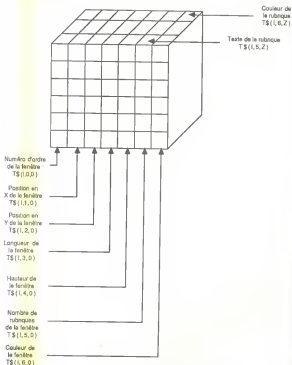 Couleur de
la rubrique
T$(I,6,Z)
Texte de la rubrique
T$(I,5,Z)
Numéro d'ordre
de la fenêtre
T$(I,0,0)
Position en
X de la fenêtre
T$(I,1,0)
Position en
Y de la fenêtre
T$(I,2,0)
Longueur de
la fenêtre
T$(I,3,0)
Hauteur de
la fenêtre
T$(I,4,0)
Nombre de
rubriques
de la fenêtre
T$(I,5,0)
Couleur de
la fenêtre
T$(I,6,0)